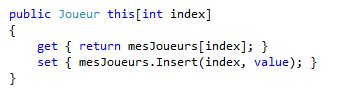 public Joueur this[int index]
{
get { return mesJoueurs[index]; }
set { mesJoueurs.Insert(index, value); }
}